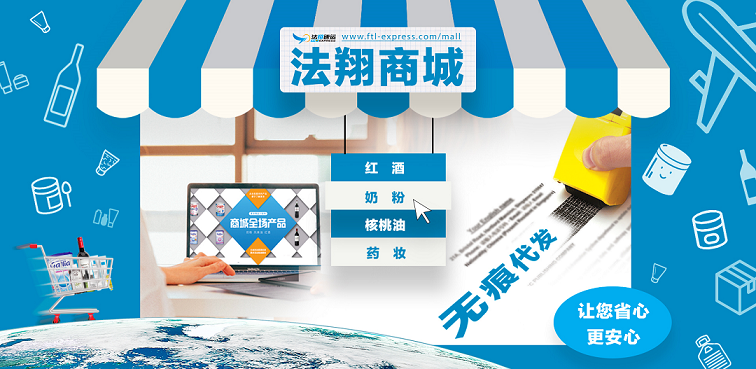 法翔速运
www.ftl-express.com/mall
法翔商城
红酒
奶粉
核桃油
药妆
商城全场产品
Gallia
无痕代发
让您省心
更安心